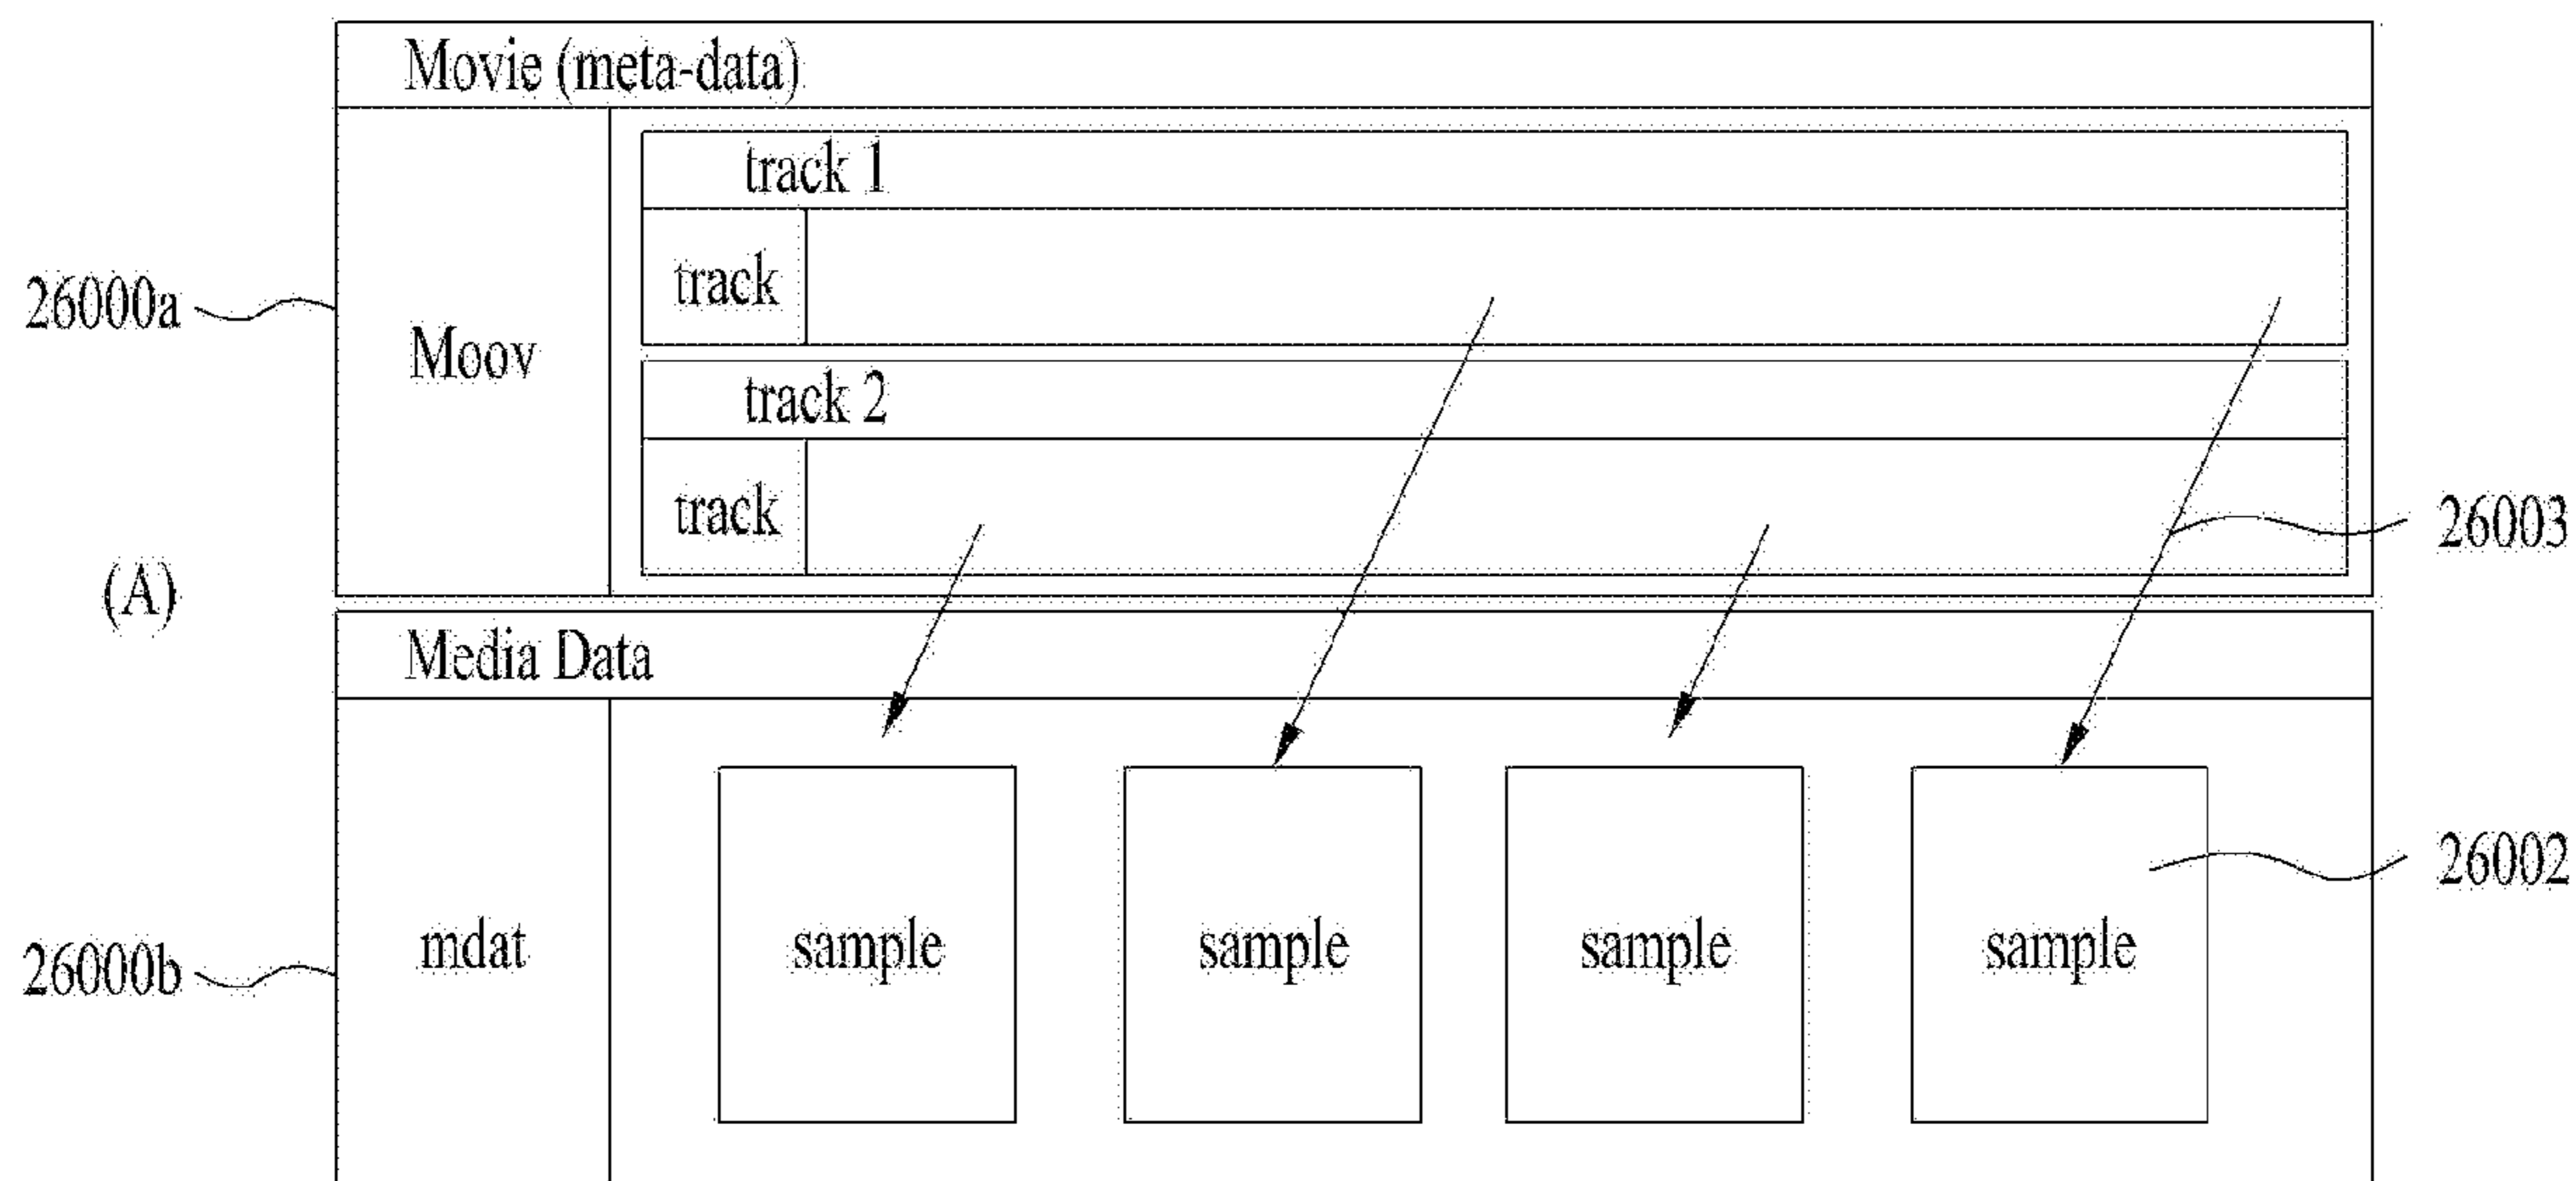 Movie (meta-data)
track 1
track
26000a
Moov
track 2
track
26003
(A)
Media Data
26002
mdat
sample
sample
sample
sample
26000b